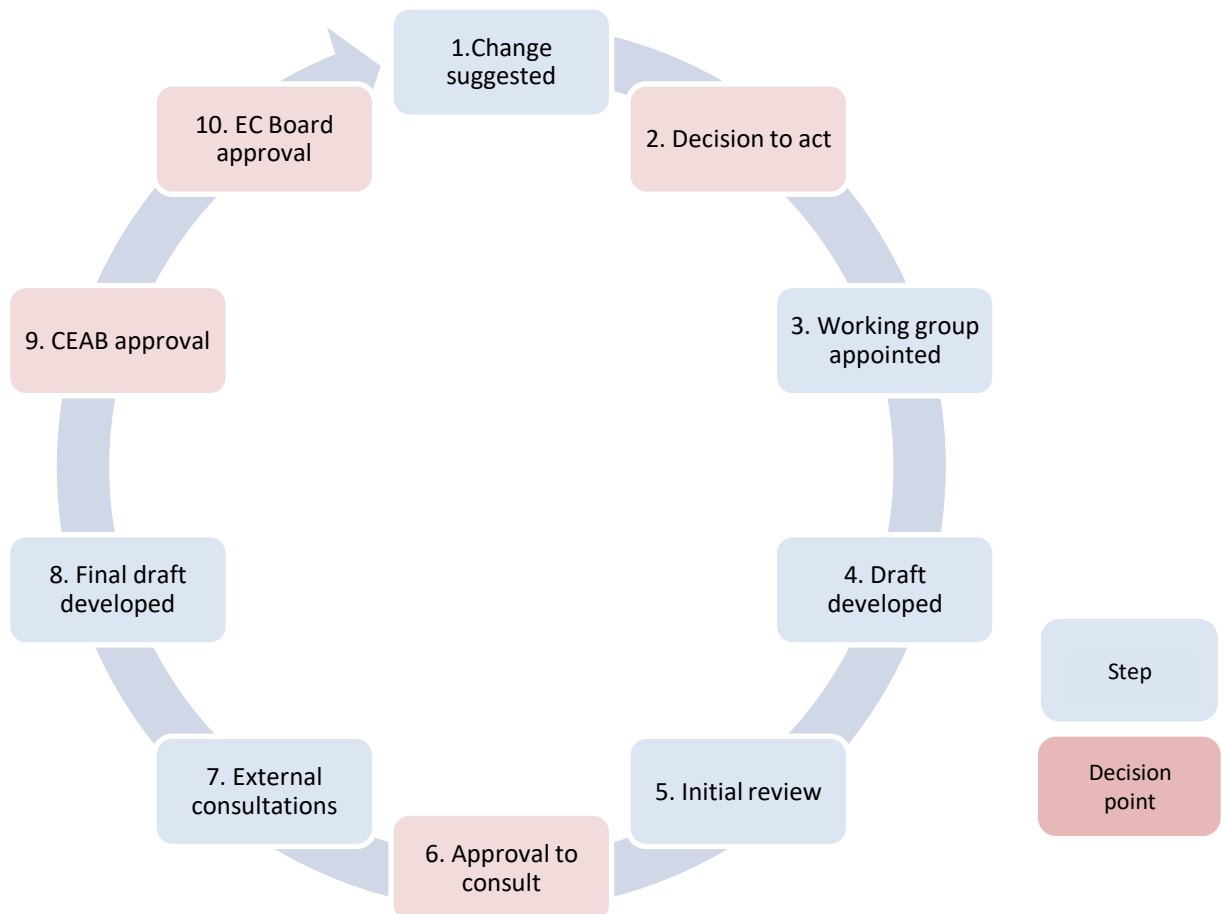 1.Change
suggested
2. Decision to act
3. Working group
appointed
4. Draft
developed
5. Initial review
6. Approval to
consult
7. External
consultations
8. Final draft
developed
9. CEAB approval
10. EC Board
approval
Step
Decision
point